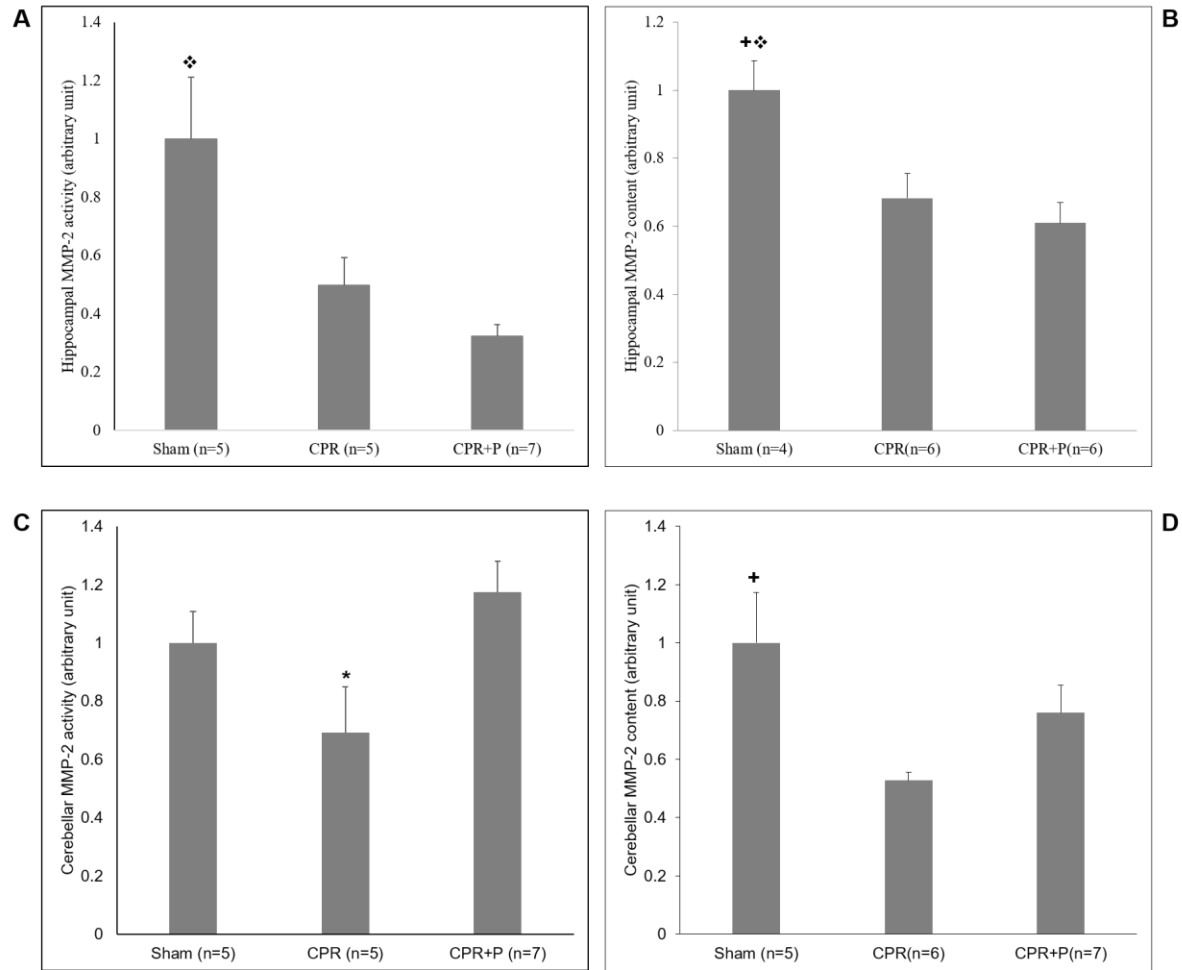 A
Hippocampal MMP-2 activity (arbitrary unit)
1.4
1.2
1
0.8
0.6
0.4
0.2
0
❖
Sham (n=5) CPR (n=5) CPR+P (n=7)
B
Hippocampal MMP-2 content (arbitrary unit)
1.2
1
0.8
0.6
0.4
0.2
0
+❖
Sham (n=4) CPR(n=6) CPR+P(n=6)
C
Cerebellar MMP-2 activity (arbitrary unit)
1.4
1.2
1
0.8
0.6
0.4
0.2
0
*
Sham (n=5) CPR (n=5) CPR+P (n=7)
D
Cerebellar MMP-2 content (arbitrary unit)
1.4
1.2
1
0.8
0.6
0.4
0.2
0
+
Sham (n=5) CPR(n=6) CPR+P(n=7)